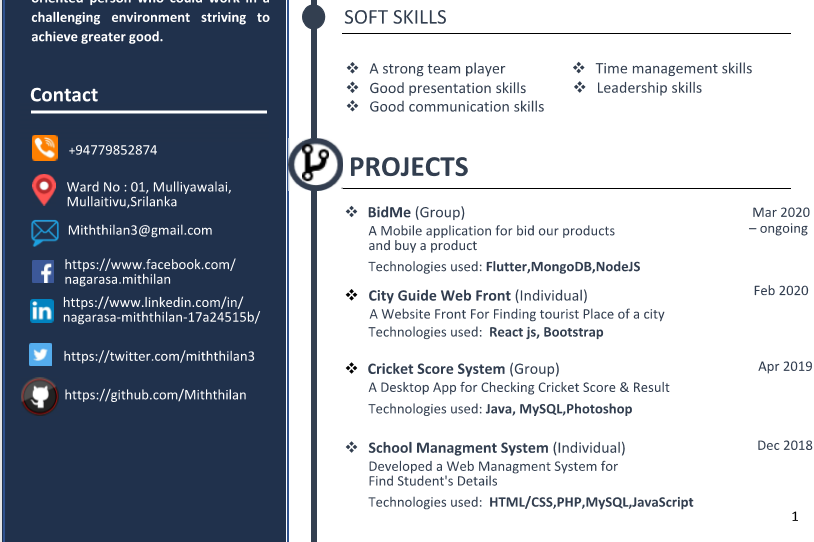 oriented person who could work in a
challenging environment striving to
achieve greater good.
Contact
+94779852874
Ward No : 01, Mulliyawalai,
Mullaitivu,Srilanka
Miththilan3@gmail.com
https://www.facebook.com/
nagarasa.mithilan
https://www.linkedin.com/in/
nagarasa-miththilan-17a24515b/
https://twitter.com/miththilan3
https://github.com/Miththilan
SOFT SKILLS
❖ A strong team player
❖ Good presentation skills
❖ Good communication skills
❖ Time management skills
❖ Leadership skills
PROJECTS
❖ BidMe (Group) Mar 2020
– ongoing
A Mobile application for bid our products
and buy a product
Technologies used: Flutter,MongoDB,NodeJS
❖ City Guide Web Front (Individual) Feb 2020
A Website Front For Finding tourist Place of a city
Technologies used: React js, Bootstrap
❖ Cricket Score System (Group) Apr 2019
A Desktop App for Checking Cricket Score & Result
Technologies used: Java, MySQL,Photoshop
❖ School Managment System (Individual) Dec 2018
Developed a Web Managment System for
Find Student's Details
Technologies used: HTML/CSS,PHP,MySQL,JavaScript
1